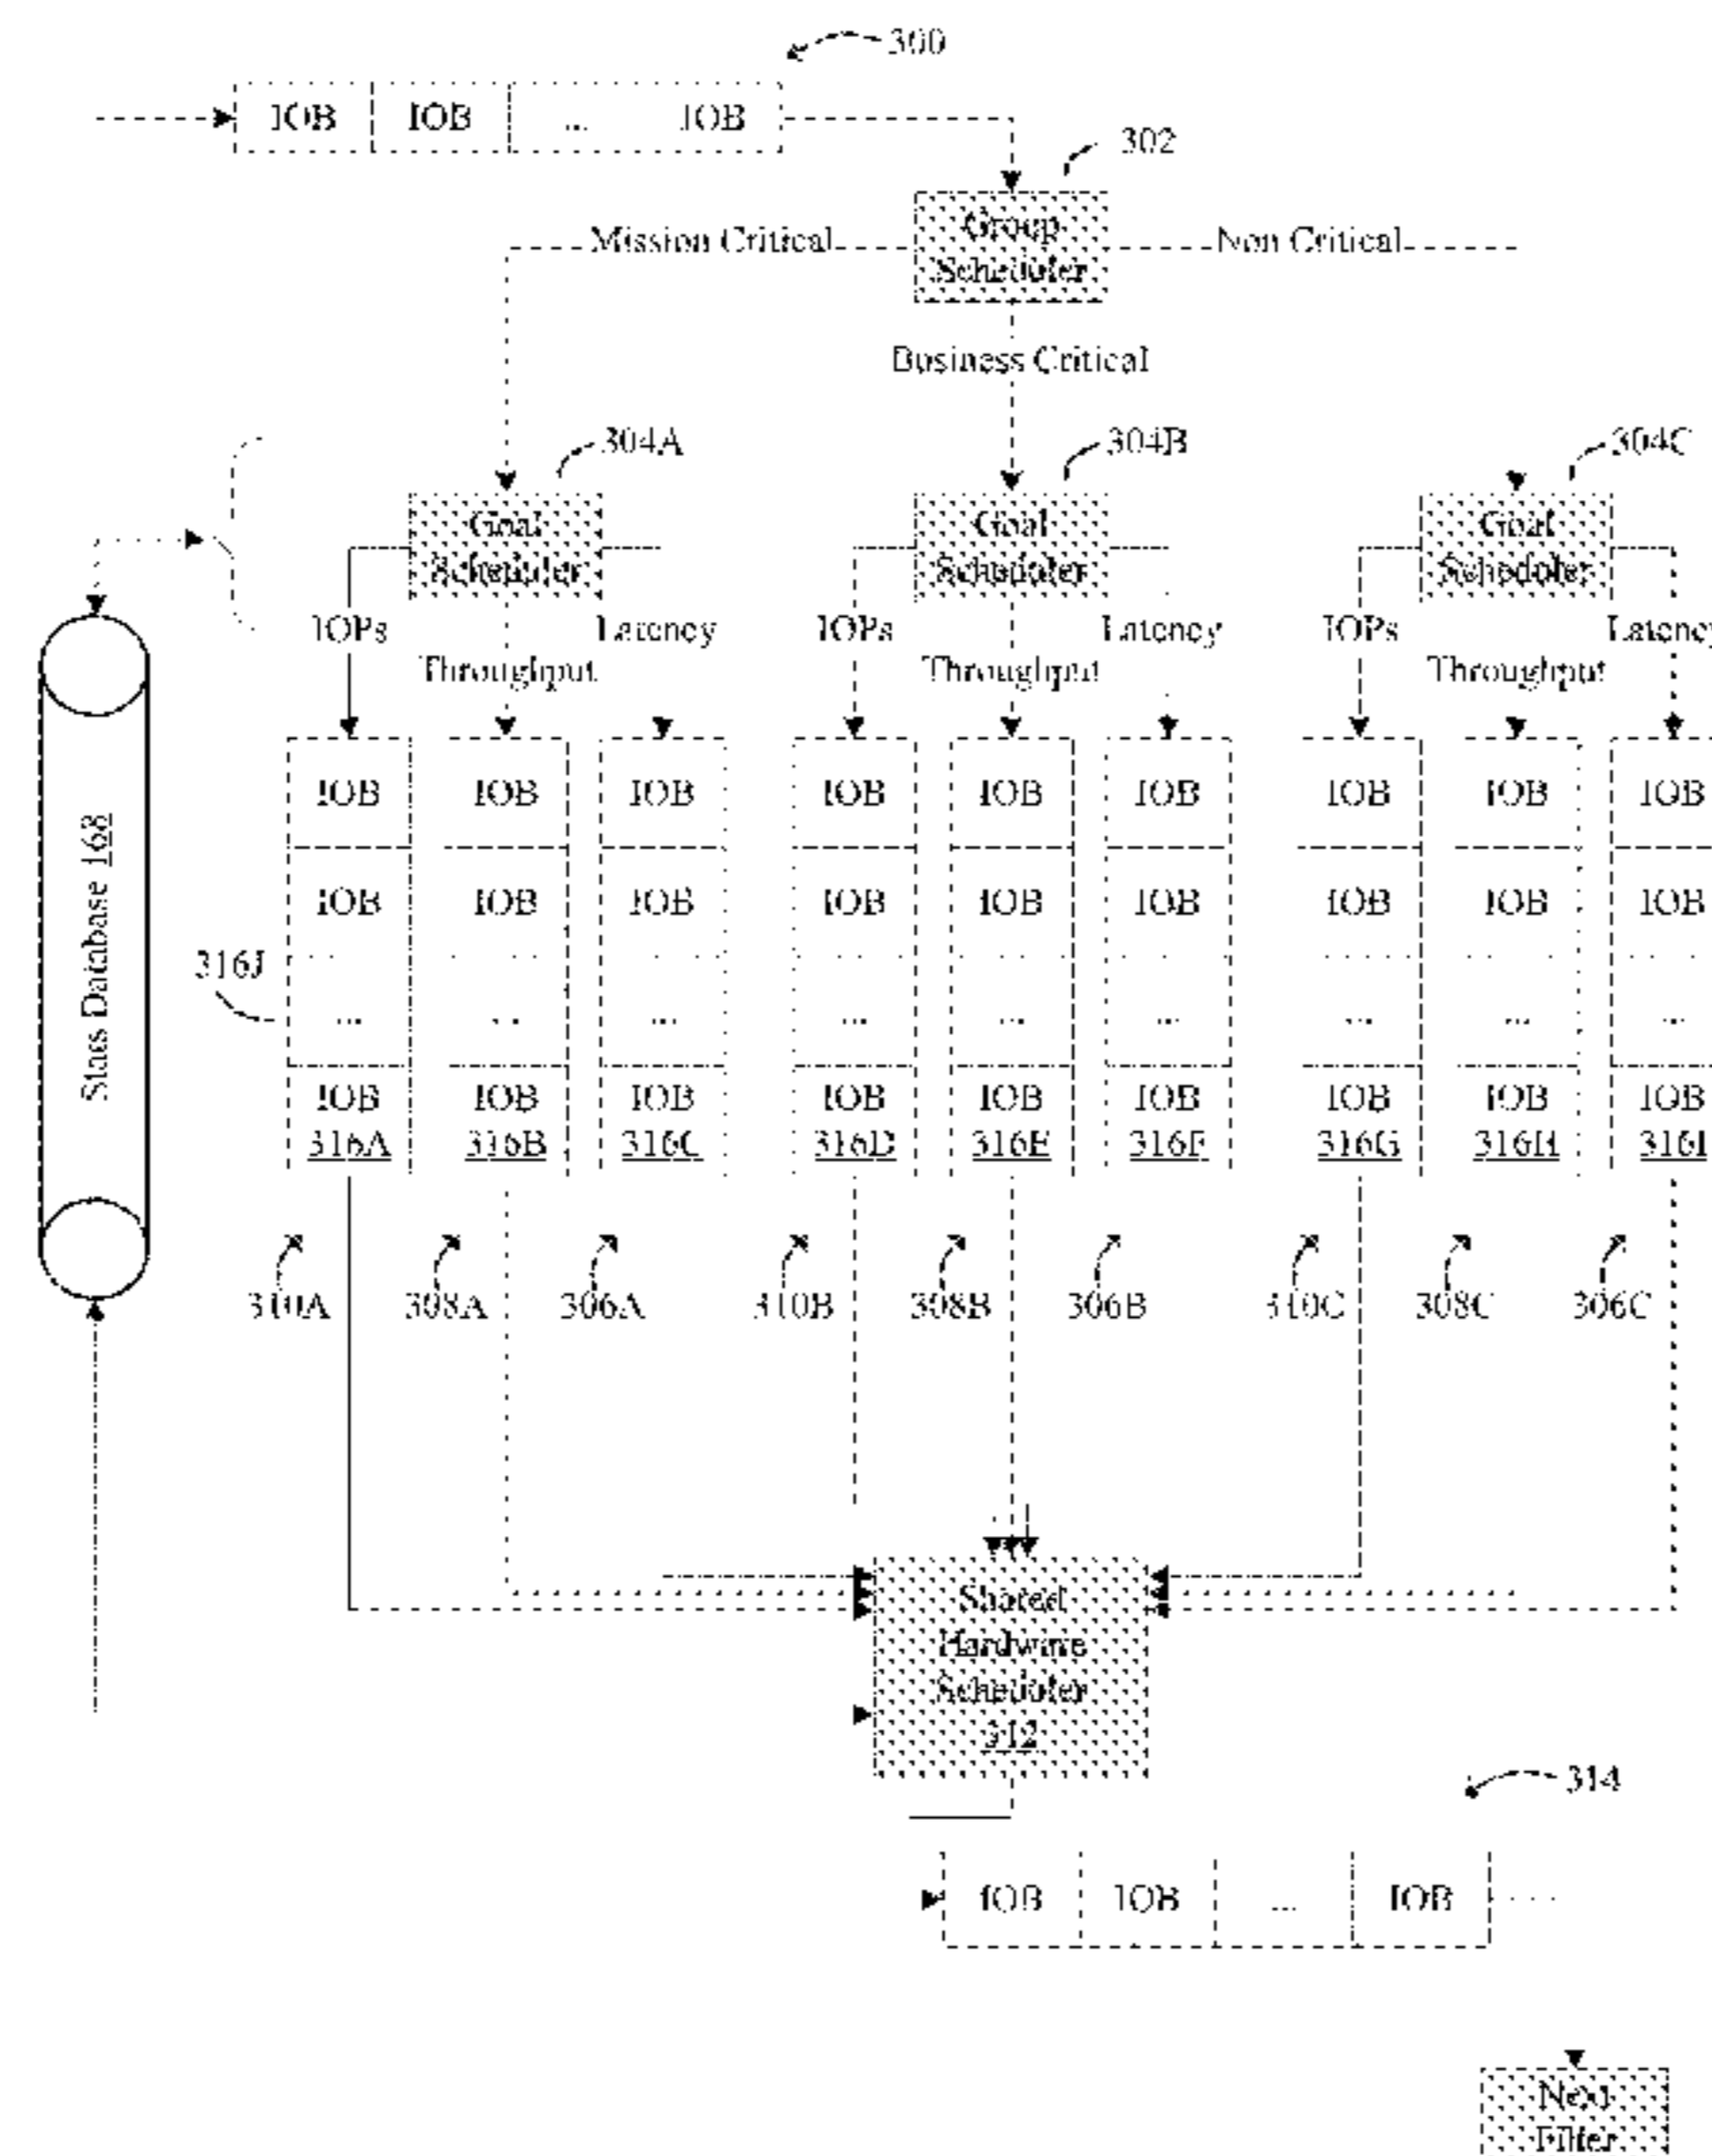 300
IOB IOB ... IOB
302
Group
Scheduler
Mission Critical Non Critical
Business Critical
304A 304B 304C
Goal Goal Goal
Scheduler Scheduler Scheduler
IOPs Latency IOPs Latency IOPs Latency
Throughput Throughput Throughput
IOB IOB IOB IOB IOB IOB IOB IOB IOB
IOB IOB IOB IOB IOB IOB IOB IOB IOB
316J
... ... ... ... ... ... ... ... ...
IOB IOB IOB IOB IOB IOB IOB IOB IOB
316A 316B 316C 316D 316E 316F 316G 316H 316I
Stats Database 168
310A 308A 306A 310B 308B 306B 310C 308C 306C
Shared
Hardware
Scheduler
312
314
IOB IOB ... IOB
Next
Filter